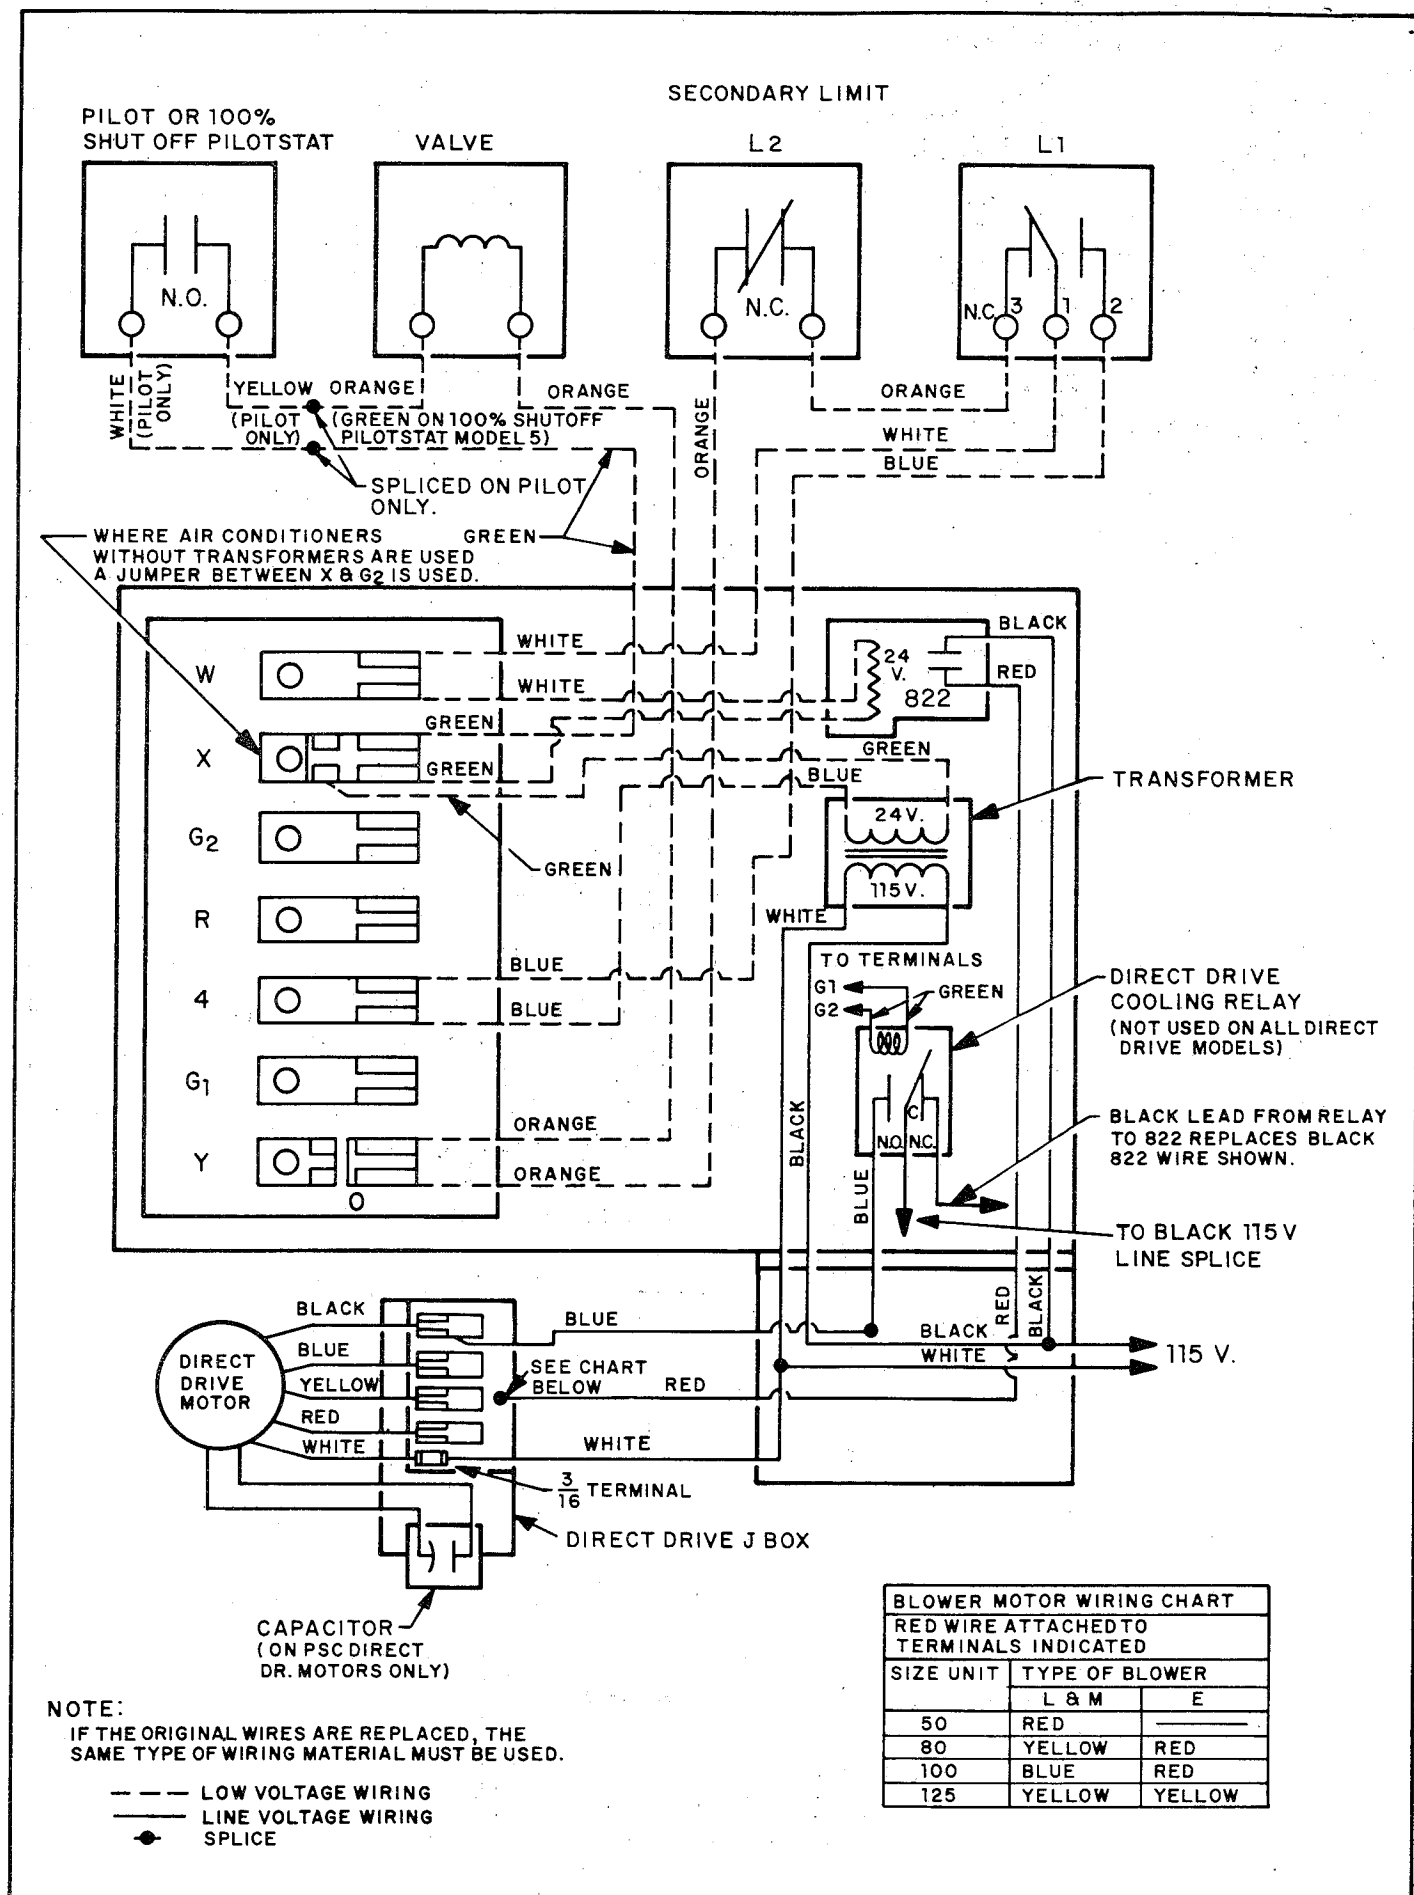 SECONDARY LIMIT
PILOT OR 100%
SHUT OFF PILOTSTAT
VALVE
L2
L1
N.O.
N.C.
N.C.
3
1
2
WHITE
(PILOT
ONLY)
YELLOW
ORANGE
(PILOT
ONLY)
(GREEN ON 100% SHUTOFF
PILOTSTAT MODEL 5)
ORANGE
ORANGE
ORANGE
WHITE
BLUE
SPLICED ON PILOT
ONLY.
WHERE AIR CONDITIONERS
WITHOUT TRANSFORMERS ARE USED
A JUMPER BETWEEN X & G2 IS USED.
GREEN
W
X
G2
R
4
G1
Y
O
WHITE
WHITE
GREEN
GREEN
GREEN
BLUE
BLUE
ORANGE
ORANGE
24
V.
822
BLACK
RED
GREEN
BLUE
24V.
115V.
TRANSFORMER
WHITE
TO TERMINALS
G1
G2
GREEN
DIRECT DRIVE
COOLING RELAY
(NOT USED ON ALL DIRECT
DRIVE MODELS)
C
N.O.
N.C.
BLACK
BLUE
BLACK LEAD FROM RELAY
TO 822 REPLACES BLACK
822 WIRE SHOWN.
TO BLACK 115V
LINE SPLICE
RED
BLACK
BLACK
WHITE
115 V.
DIRECT
DRIVE
MOTOR
BLACK
BLUE
YELLOW
RED
WHITE
BLUE
SEE CHART
BELOW
RED
WHITE
3/16 TERMINAL
DIRECT DRIVE J BOX
CAPACITOR
(ON PSC DIRECT
DR. MOTORS ONLY)
BLOWER MOTOR WIRING CHART
RED WIRE ATTACHED TO
TERMINALS INDICATED
SIZE UNIT TYPE OF BLOWER
L & M E
50 RED
80 YELLOW RED
100 BLUE RED
125 YELLOW YELLOW
NOTE:
IF THE ORIGINAL WIRES ARE REPLACED, THE
SAME TYPE OF WIRING MATERIAL MUST BE USED.
LOW VOLTAGE WIRING
LINE VOLTAGE WIRING
SPLICE